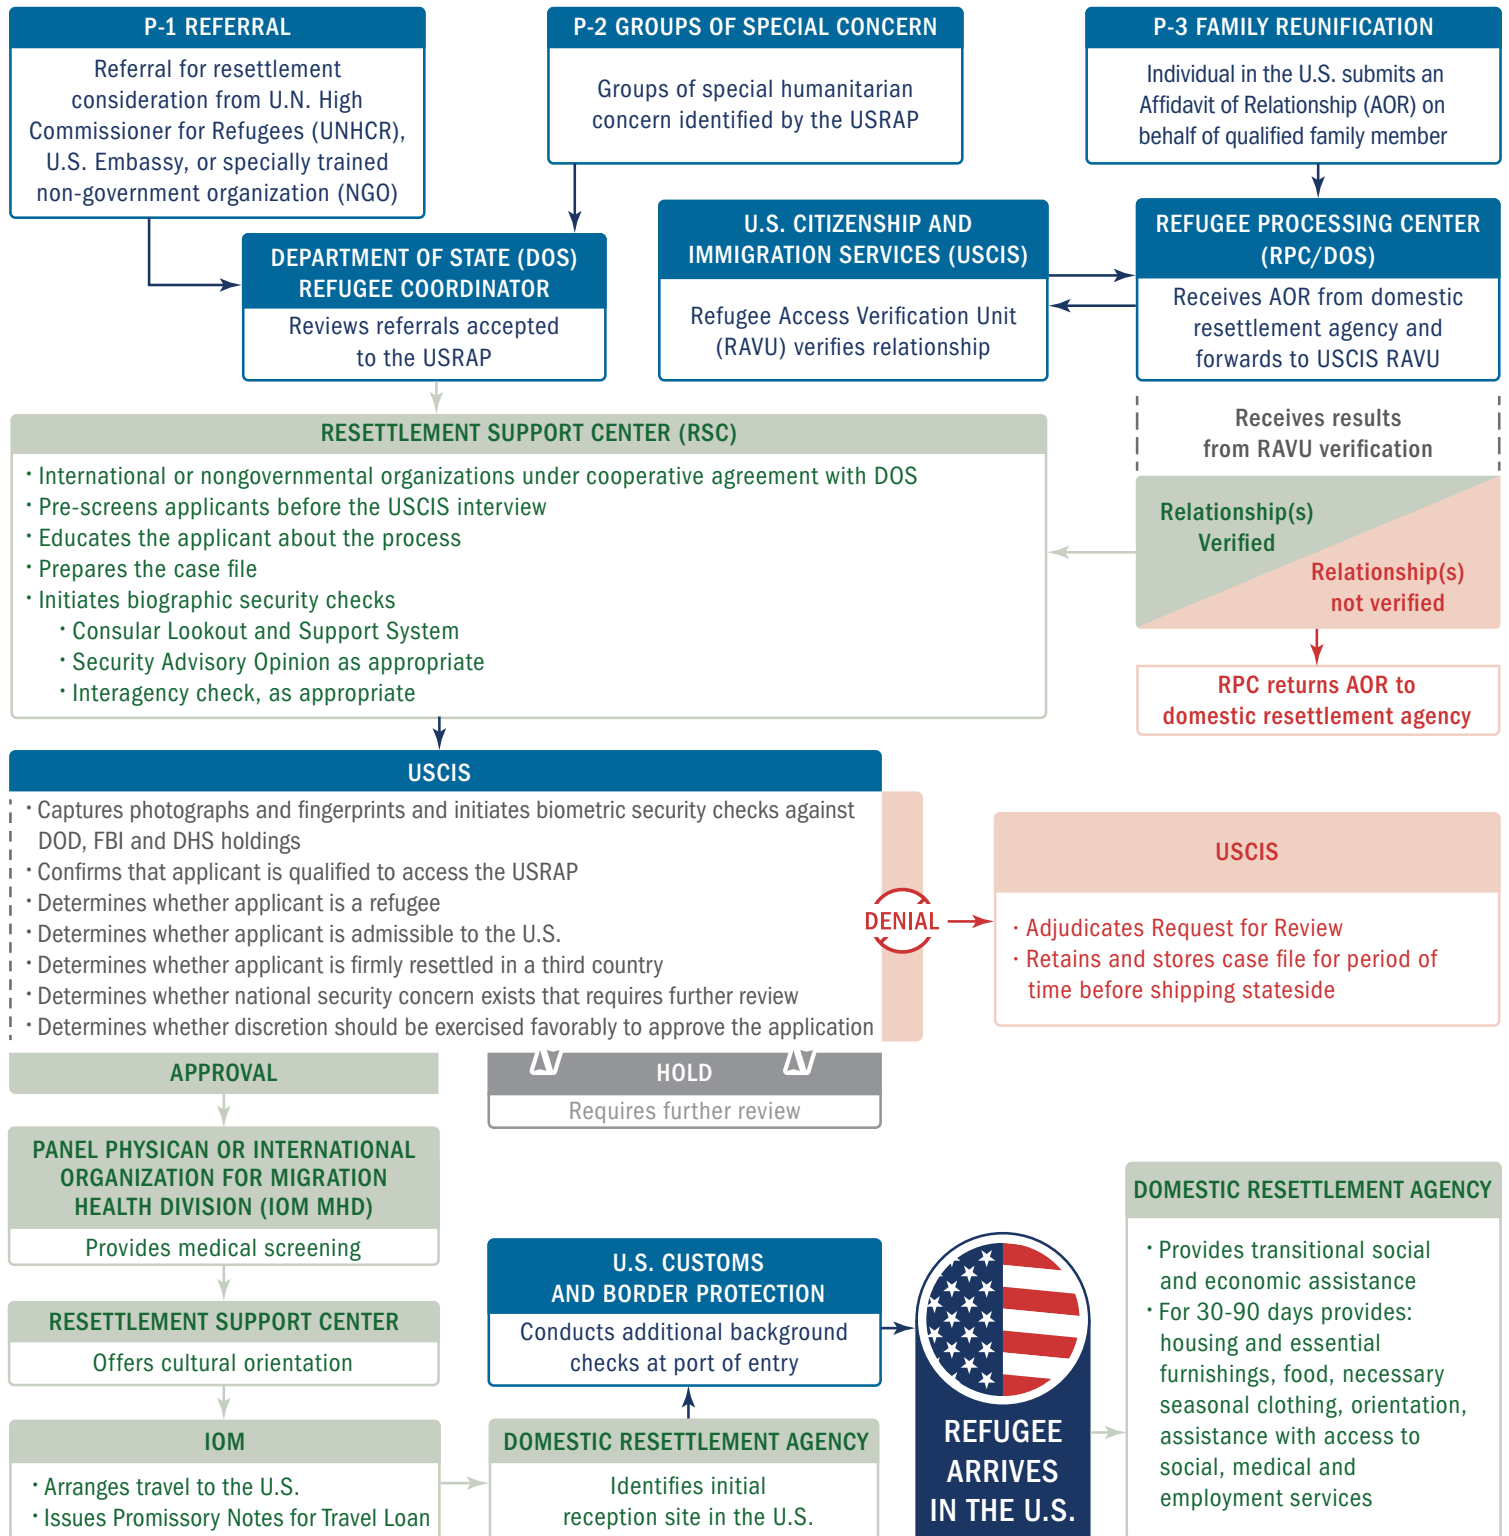 P-1 REFERRAL
Referral for resettlement
consideration from U.N. High
Commissioner for Refugees (UNHCR),
U.S. Embassy, or specially trained
non-government organization (NGO)
P-2 GROUPS OF SPECIAL CONCERN
Groups of special humanitarian
concern identified by the USRAP
P-3 FAMILY REUNIFICATION
Individual in the U.S. submits an
Affidavit of Relationship (AOR) on
behalf of qualified family member
DEPARTMENT OF STATE (DOS)
REFUGEE COORDINATOR
Reviews referrals accepted
to the USRAP
U.S. CITIZENSHIP AND
IMMIGRATION SERVICES (USCIS)
Refugee Access Verification Unit
(RAVU) verifies relationship
REFUGEE PROCESSING CENTER
(RPC/DOS)
Receives AOR from domestic
resettlement agency and
forwards to USCIS RAVU
Receives results
from RAVU verification
Relationship(s)
Verified
Relationship(s)
not verified
RPC returns AOR to
domestic resettlement agency
RESETTLEMENT SUPPORT CENTER (RSC)
· International or nongovernmental organizations under cooperative agreement with DOS
· Pre-screens applicants before the USCIS interview
· Educates the applicant about the process
· Prepares the case file
· Initiates biographic security checks
· Consular Lookout and Support System
· Security Advisory Opinion as appropriate
· Interagency check, as appropriate
USCIS
· Captures photographs and fingerprints and initiates biometric security checks against
DOD, FBI and DHS holdings
· Confirms that applicant is qualified to access the USRAP
· Determines whether applicant is a refugee
· Determines whether applicant is admissible to the U.S.
· Determines whether applicant is firmly resettled in a third country
· Determines whether national security concern exists that requires further review
· Determines whether discretion should be exercised favorably to approve the application
DENIAL
USCIS
· Adjudicates Request for Review
· Retains and stores case file for period of
time before shipping stateside
APPROVAL
HOLD
Requires further review
PANEL PHYSICAN OR INTERNATIONAL
ORGANIZATION FOR MIGRATION
HEALTH DIVISION (IOM MHD)
Provides medical screening
RESETTLEMENT SUPPORT CENTER
Offers cultural orientation
IOM
· Arranges travel to the U.S.
· Issues Promissory Notes for Travel Loan
DOMESTIC RESETTLEMENT AGENCY
Identifies initial
reception site in the U.S.
U.S. CUSTOMS
AND BORDER PROTECTION
Conducts additional background
checks at port of entry
REFUGEE
ARRIVES
IN THE U.S.
DOMESTIC RESETTLEMENT AGENCY
· Provides transitional social
and economic assistance
· For 30-90 days provides:
housing and essential
furnishings, food, necessary
seasonal clothing, orientation,
assistance with access to
social, medical and
employment services